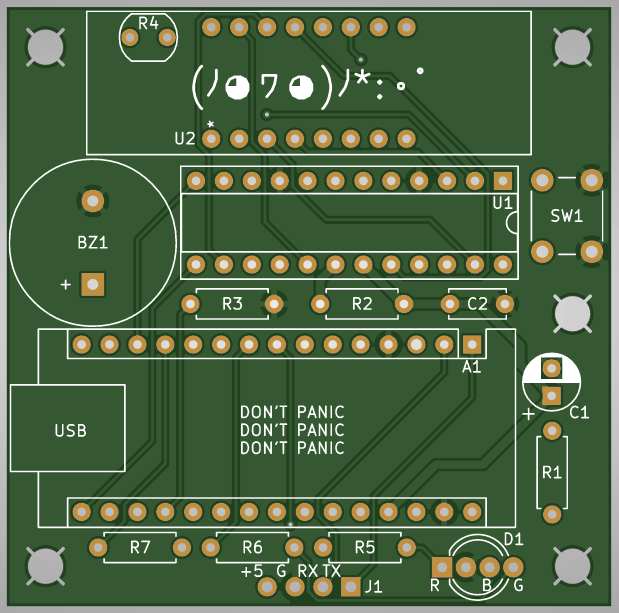 R4
(ノ◕ヮ◕)ノ*:・゚
*
U2
U1
BZ1
SW1
+
R3
R2
C2
A1
+
C1
DON'T PANIC
DON'T PANIC
DON'T PANIC
USB
R1
D1
R7
R6
R5
+5 G RX TX
J1
R B G